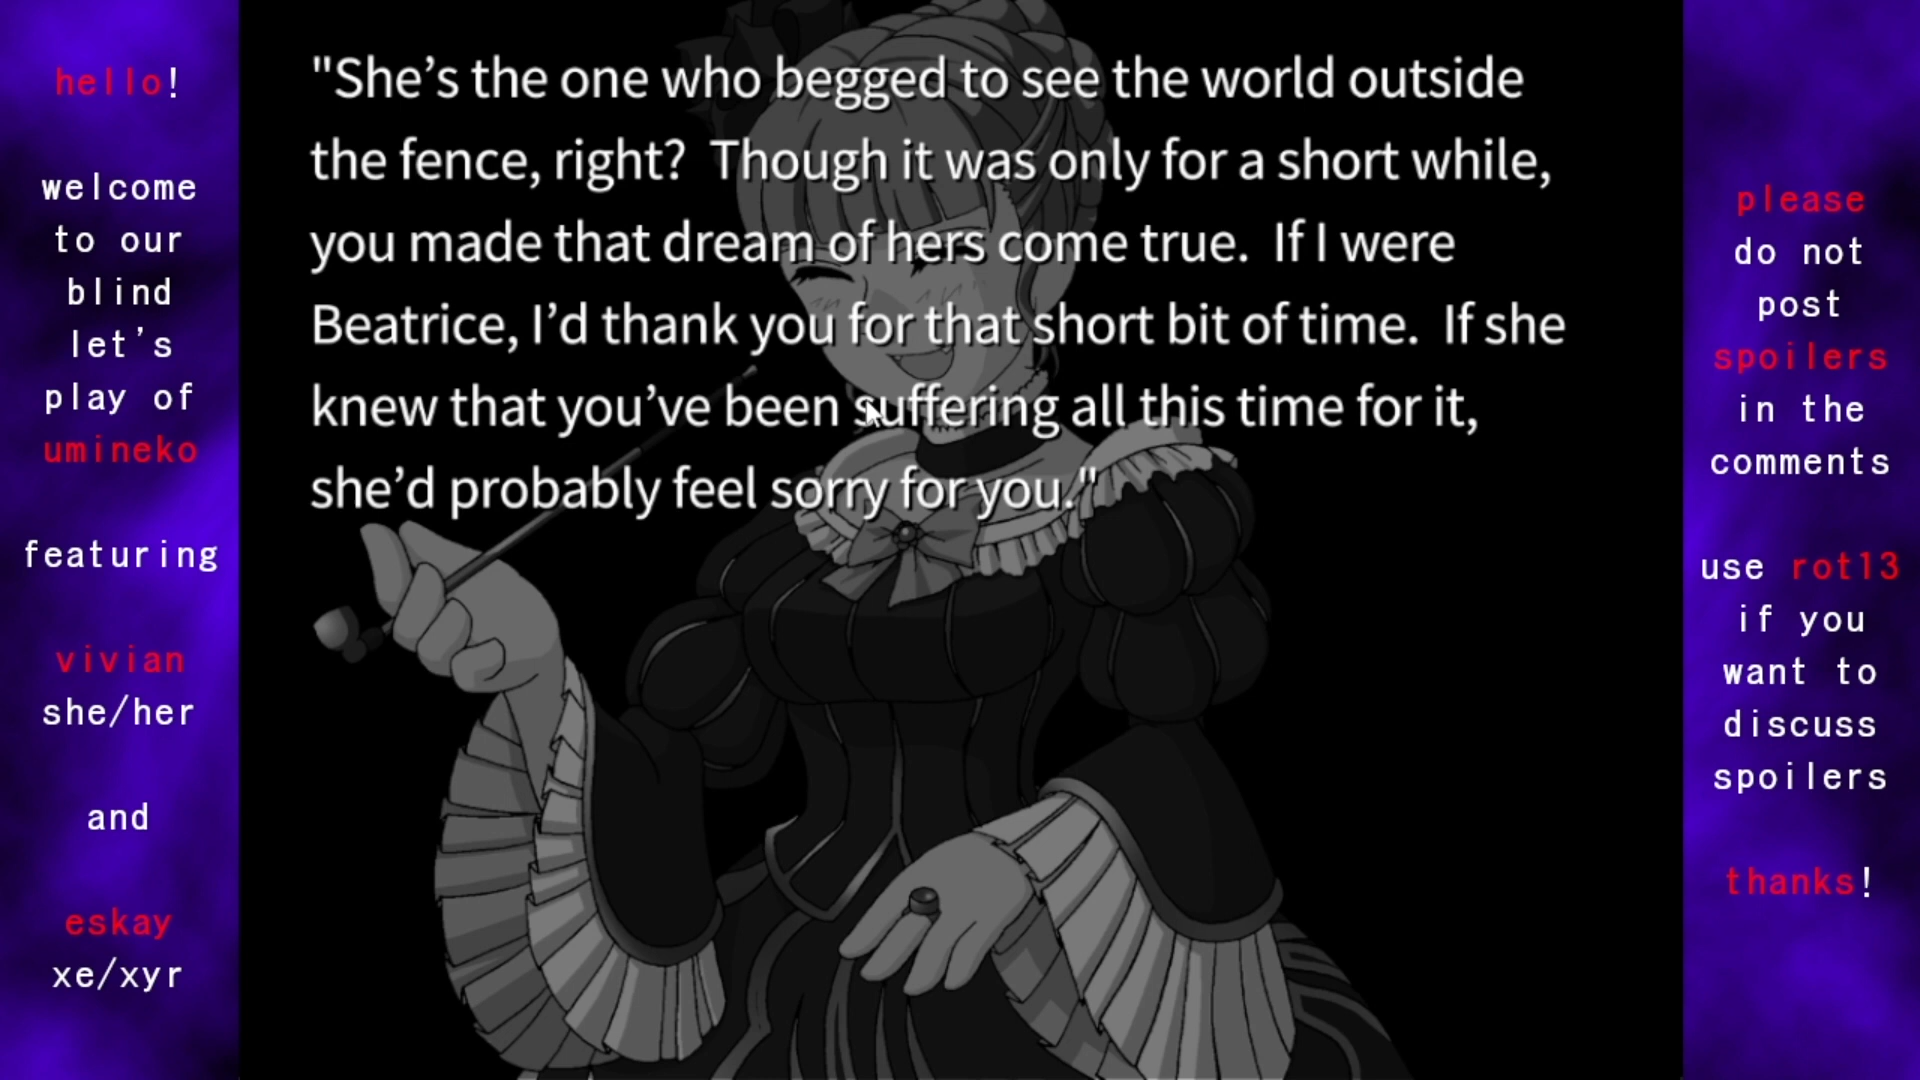 hello!
welcome
to our
blind
let's
play of
umineko
featuring
vivian
she/her
and
eskay
xe/xyr
"She’s the one who begged to see the world outside
the fence, right?  Though it was only for a short while,
you made that dream of hers come true.  If I were
Beatrice, I’d thank you for that short bit of time.  If she
knew that you’ve been suffering all this time for it,
she’d probably feel sorry for you."
please
do not
post
spoilers
in the
comments
use rot13
if you
want to
discuss
spoilers
thanks!